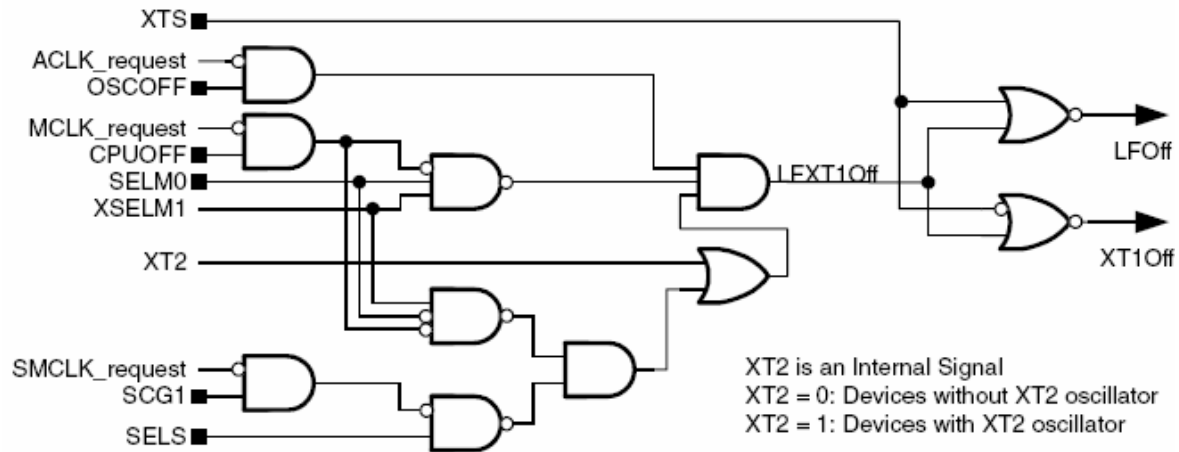 XTS
ACLK_request
OSCOFF
MCLK_request
CPUOFF
SELM0
XSELM1
XT2
SMCLK_request
SCG1
SELS
LFXT1Off
LFOff
XT1Off
XT2 is an Internal Signal
XT2 = 0: Devices without XT2 oscillator
XT2 = 1: Devices with XT2 oscillator